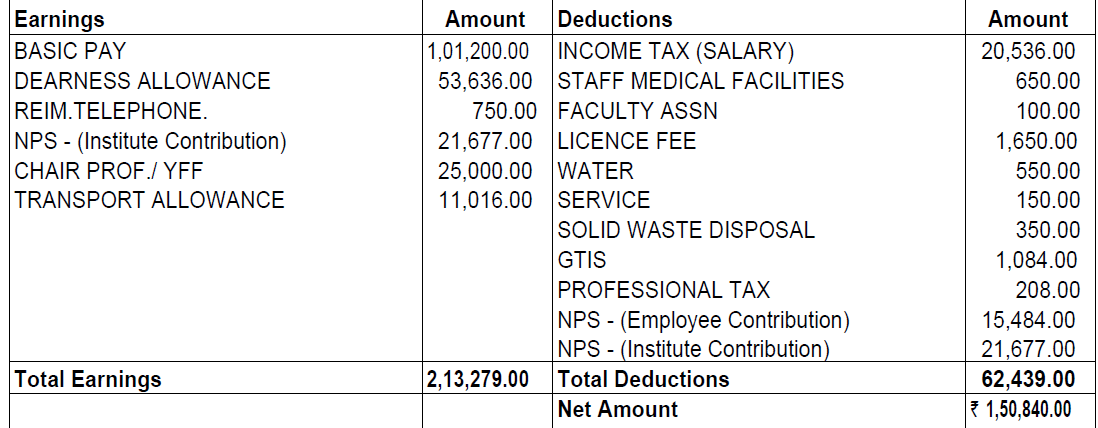 Earnings Amount Deductions Amount
BASIC PAY 1,01,200.00 INCOME TAX (SALARY) 20,536.00
DEARNESS ALLOWANCE 53,636.00 STAFF MEDICAL FACILITIES 650.00
REIM.TELEPHONE. 750.00 FACULTY ASSN 100.00
NPS - (Institute Contribution) 21,677.00 LICENCE FEE 1,650.00
CHAIR PROF./ YFF 25,000.00 WATER 550.00
TRANSPORT ALLOWANCE 11,016.00 SERVICE 150.00
SOLID WASTE DISPOSAL 350.00
GTIS 1,084.00
PROFESSIONAL TAX 208.00
NPS - (Employee Contribution) 15,484.00
NPS - (Institute Contribution) 21,677.00
Total Earnings 2,13,279.00 Total Deductions 62,439.00
Net Amount ₹ 1,50,840.00